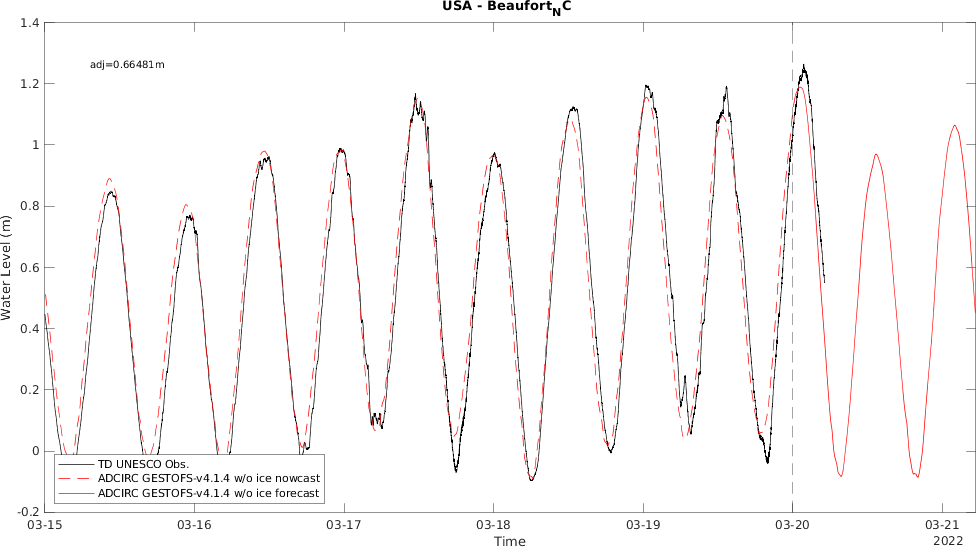 USA - Beaufort_NC
adj=0.66481m
Water Level (m)
1.4
1.2
1
0.8
0.6
0.4
0.2
0
-0.2
TD UNESCO Obs.
ADCIRC GESTOFS-v4.1.4 w/o ice nowcast
ADCIRC GESTOFS-v4.1.4 w/o ice forecast
03-15 03-16 03-17 03-18 03-19 03-20 03-21
Time
2022